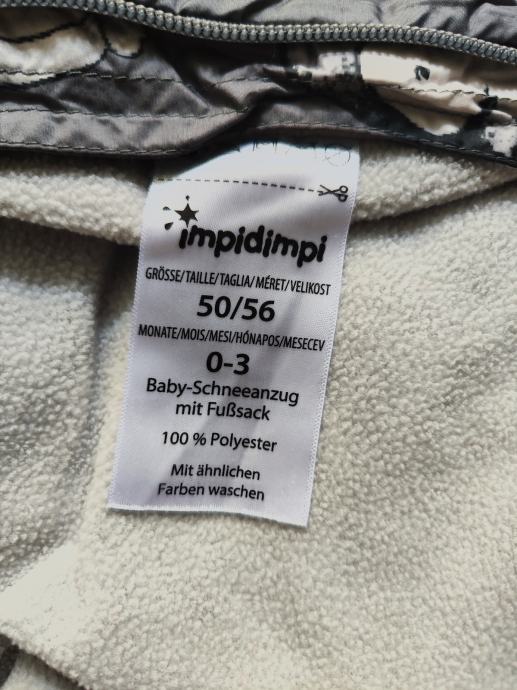 impidimpi
GRÖSSE/TAILLE/TAGLIA/MÉRET/VELIKOST
50/56
MONATE/MOIS/MESI/HÓNAPOS/MESECEV
0-3
Baby-Schneeanzug
mit Fußsack
100 % Polyester
Mit ähnlichen
Farben waschen